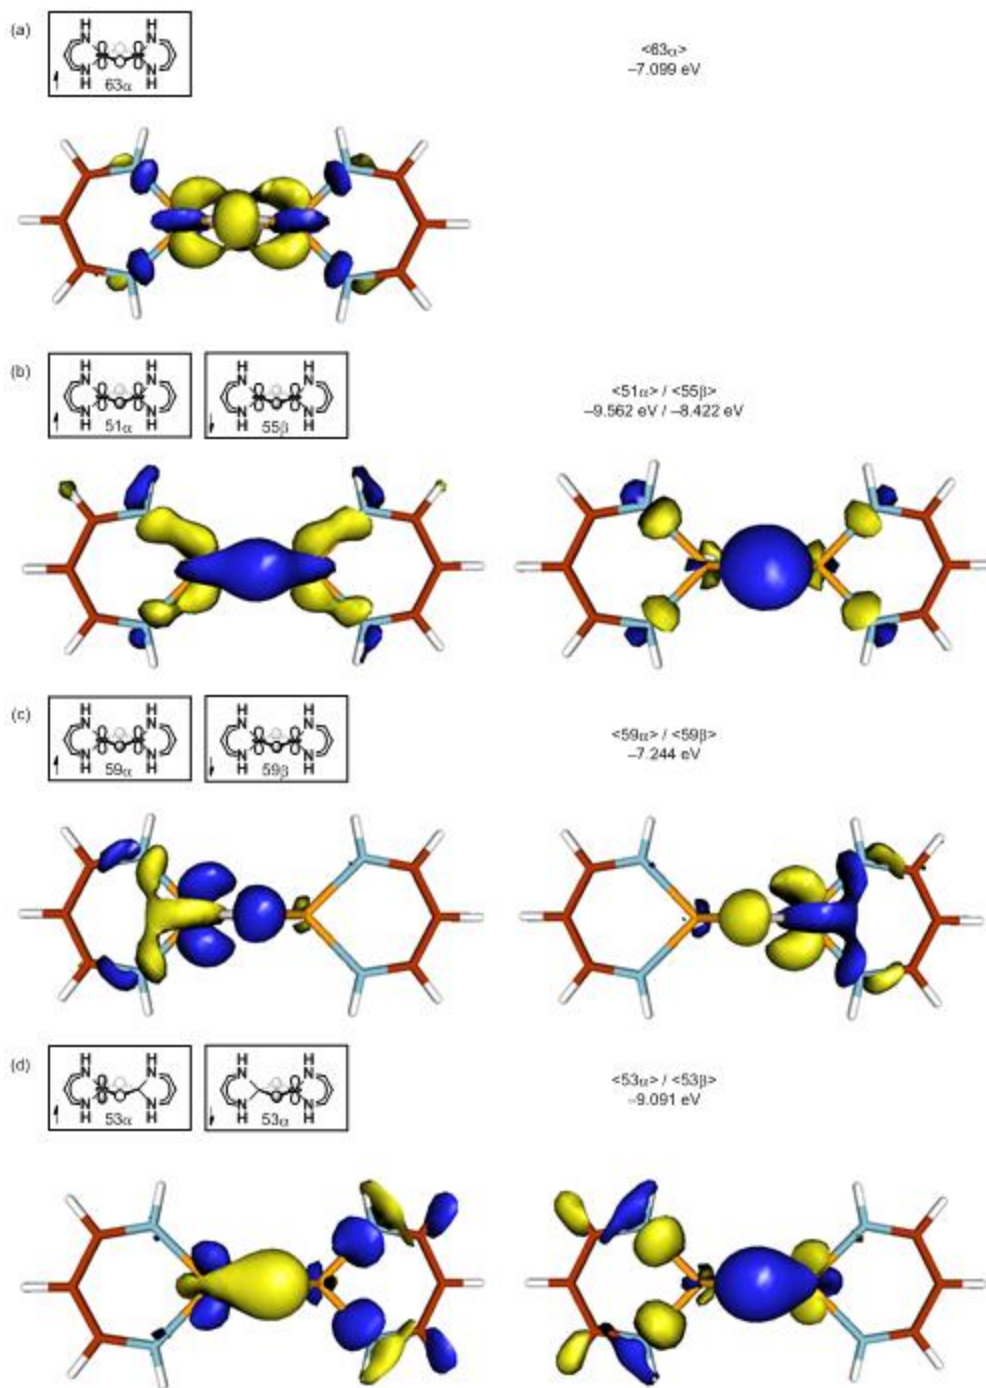 (a)
H H
N N
N N
H H
63α
<63α>
–7.099 eV
(b)
H H
N N
N N
H H
51α
H H
N N
N N
H H
55β
<51α> / <55β>
–9.562 eV / –8.422 eV
(c)
H H
N N
N N
H H
59α
H H
N N
N N
H H
59β
<59α> / <59β>
–7.244 eV
(d)
H H
N N
N N
H H
53α
H H
N N
N N
H H
53α
<53α> / <53β>
–9.091 eV